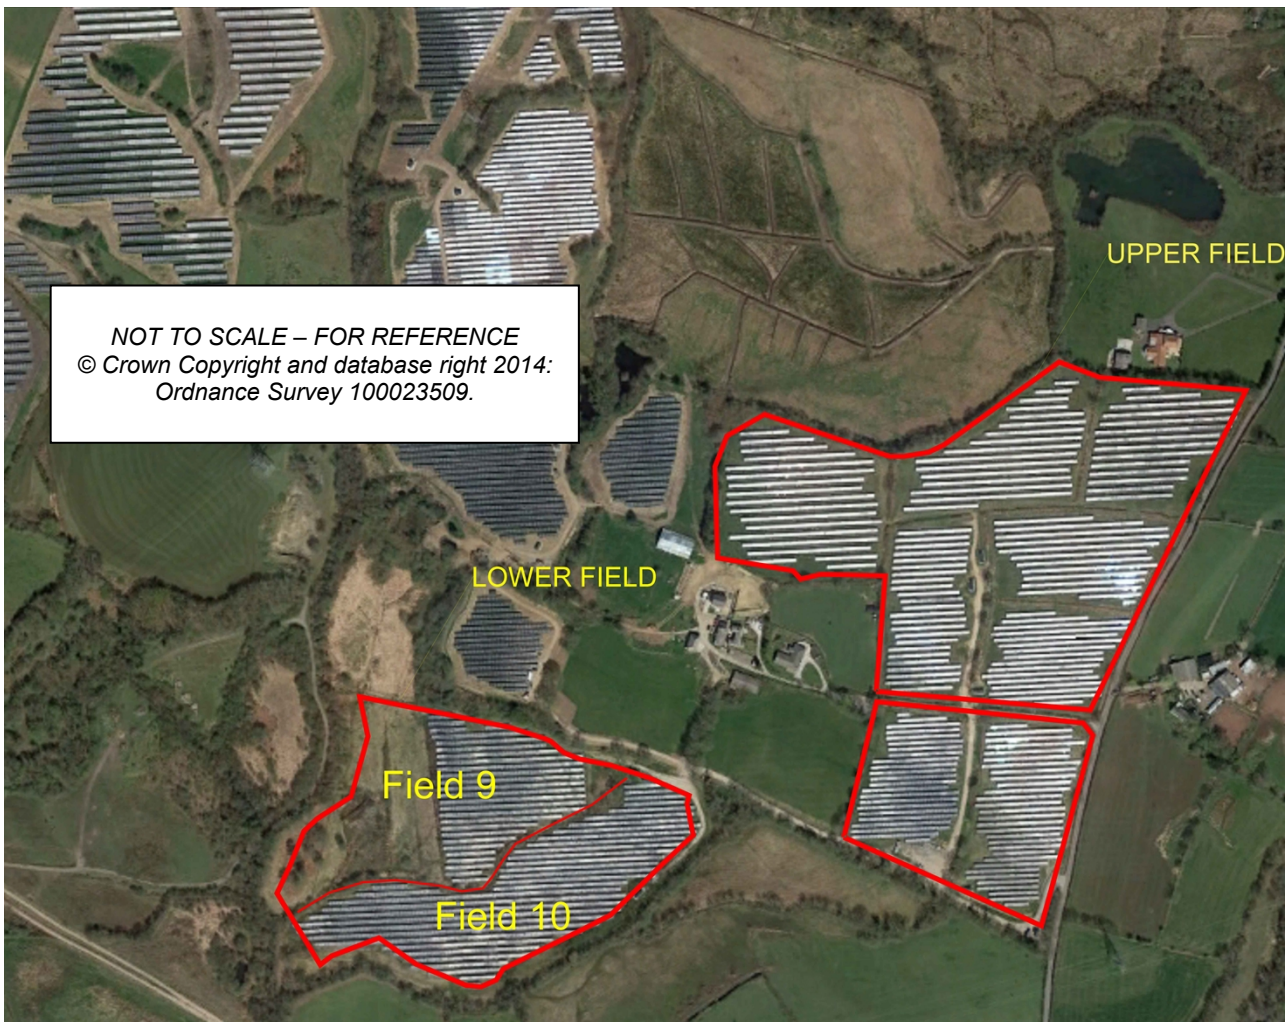 UPPER FIELD
NOT TO SCALE – FOR REFERENCE
© Crown Copyright and database right 2014:
Ordnance Survey 100023509.
LOWER FIELD
Field 9
Field 10